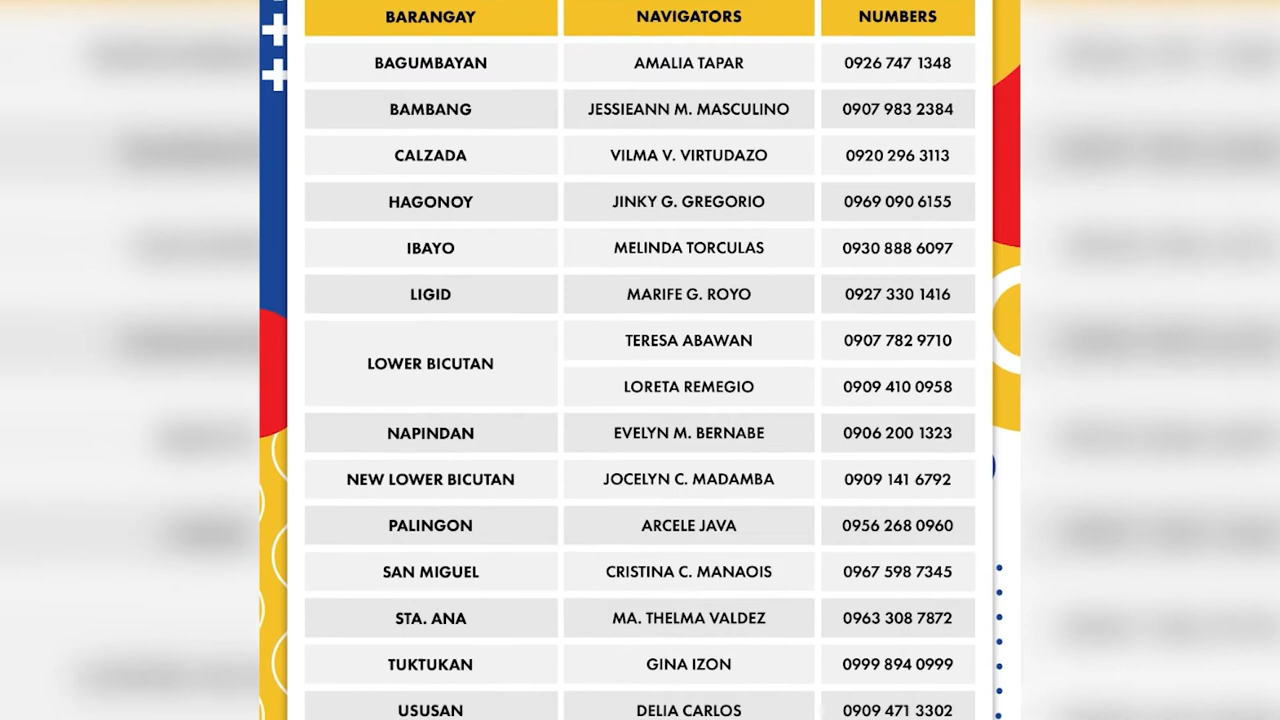 BARANGAY NAVIGATORS NUMBERS
BAGUMBAYAN AMALIA TAPAR 0926 747 1348
BAMBANG JESSIEANN M. MASCULINO 0907 983 2384
CALZADA VILMA V. VIRTUDAZO 0920 296 3113
HAGONOY JINKY G. GREGORIO 0969 090 6155
IBAYO MELINDA TORCULAS 0930 888 6097
LIGID MARIFE G. ROYO 0927 330 1416
LOWER BICUTAN TERESA ABAWAN 0907 782 9710
LORETA REMEGIO 0909 410 0958
NAPINDAN EVELYN M. BERNABE 0906 200 1323
NEW LOWER BICUTAN JOCELYN C. MADAMBA 0909 141 6792
PALINGON ARCELE JAVA 0956 268 0960
SAN MIGUEL CRISTINA C. MANAOIS 0967 598 7345
STA. ANA MA. THELMA VALDEZ 0963 308 7872
TUKTUKAN GINA IZON 0999 894 0999
USUSAN DELIA CARLOS 0909 471 3302